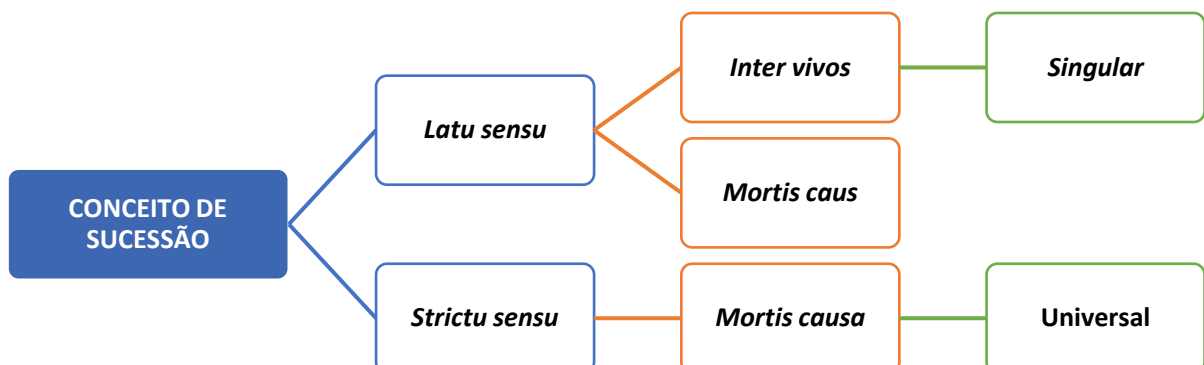 CONCEITO DE
SUCESSÃO
Latu sensu
Inter vivos
Singular
Mortis caus
Strictu sensu
Mortis causa
Universal